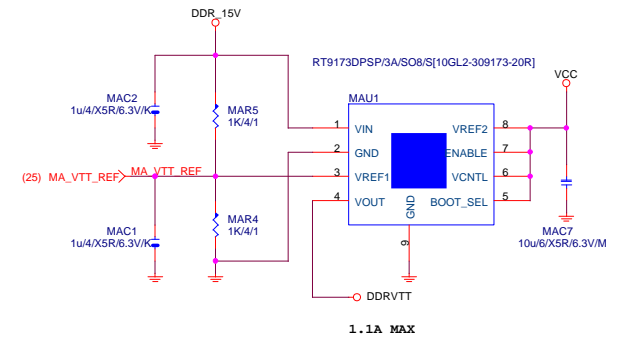 DDR_15V
RT9173DPSP/3A/SO8/S[10GL2-309173-20R]
VCC
MAC2
1u/4/X5R/6.3V/K
MAR5
1K/4/1
MAU1
1 VIN VREF2 8
2 GND ENABLE 7
3 VREF1 VCNTL 6
4 VOUT BOOT_SEL 5
GND
9
(25) MA_VTT_REF
MA_VTT_REF
MAC1
1u/4/X5R/6.3V/K
MAR4
1K/4/1
MAC7
10u/6/X5R/6.3V/M
DDRVTT
1.1A MAX